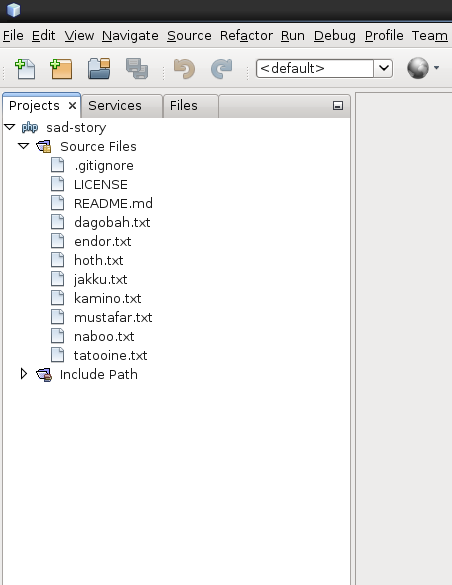 File Edit View Navigate Source Refactor Run Debug Profile Team
<default>
Projects Services Files
php sad-story
Source Files
.gitignore
LICENSE
README.md
dagobah.txt
endor.txt
hoth.txt
jakku.txt
kamino.txt
mustafar.txt
naboo.txt
tatooine.txt
Include Path